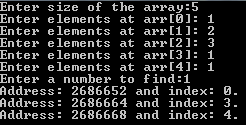 Enter size of the array:5
Enter elements at arr[0]: 1
Enter elements at arr[1]: 2
Enter elements at arr[2]: 3
Enter elements at arr[3]: 1
Enter elements at arr[4]: 1
Enter a number to find:1
Address: 2686652 and index: 0.
Address: 2686664 and index: 3.
Address: 2686668 and index: 4.